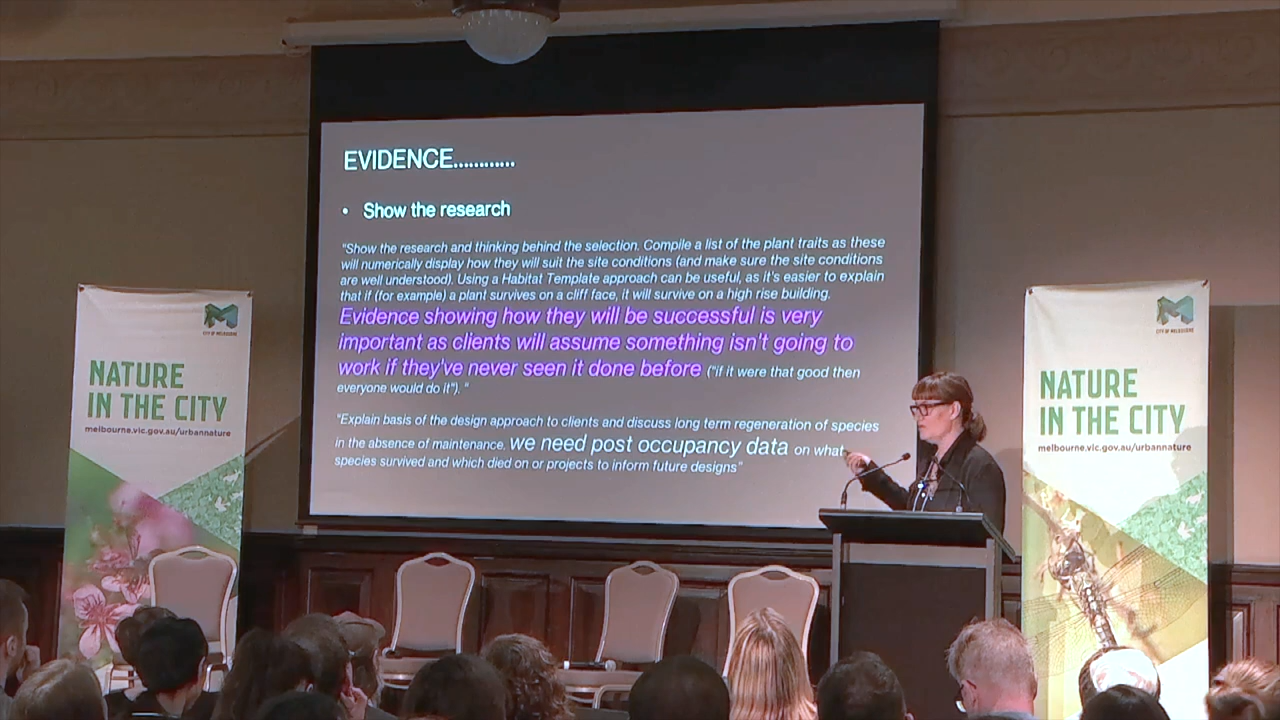 EVIDENCE............
• Show the research
"Show the research and thinking behind the selection. Compile a list of the plant traits as these
will numerically display how they will suit the site conditions (and make sure the site conditions
are well understood). Using a Habitat Template approach can be useful, as it's easier to explain
that if (for example) a plant survives on a cliff face, it will survive on a high rise building.
Evidence showing how they will be successful is very
important as clients will assume something isn't going to
work if they've never seen it done before ("if it were that good then
everyone would do it"). "
"Explain basis of the design approach to clients and discuss long term regeneration of species
in the absence of maintenance. we need post occupancy data on what
species survived and which died on or projects to inform future designs"
CITY OF MELBOURNE
NATURE
IN THE CITY
melbourne.vic.gov.au/urbannature
CITY OF MELBOURNE
NATURE
IN THE CITY
melbourne.vic.gov.au/urbannature